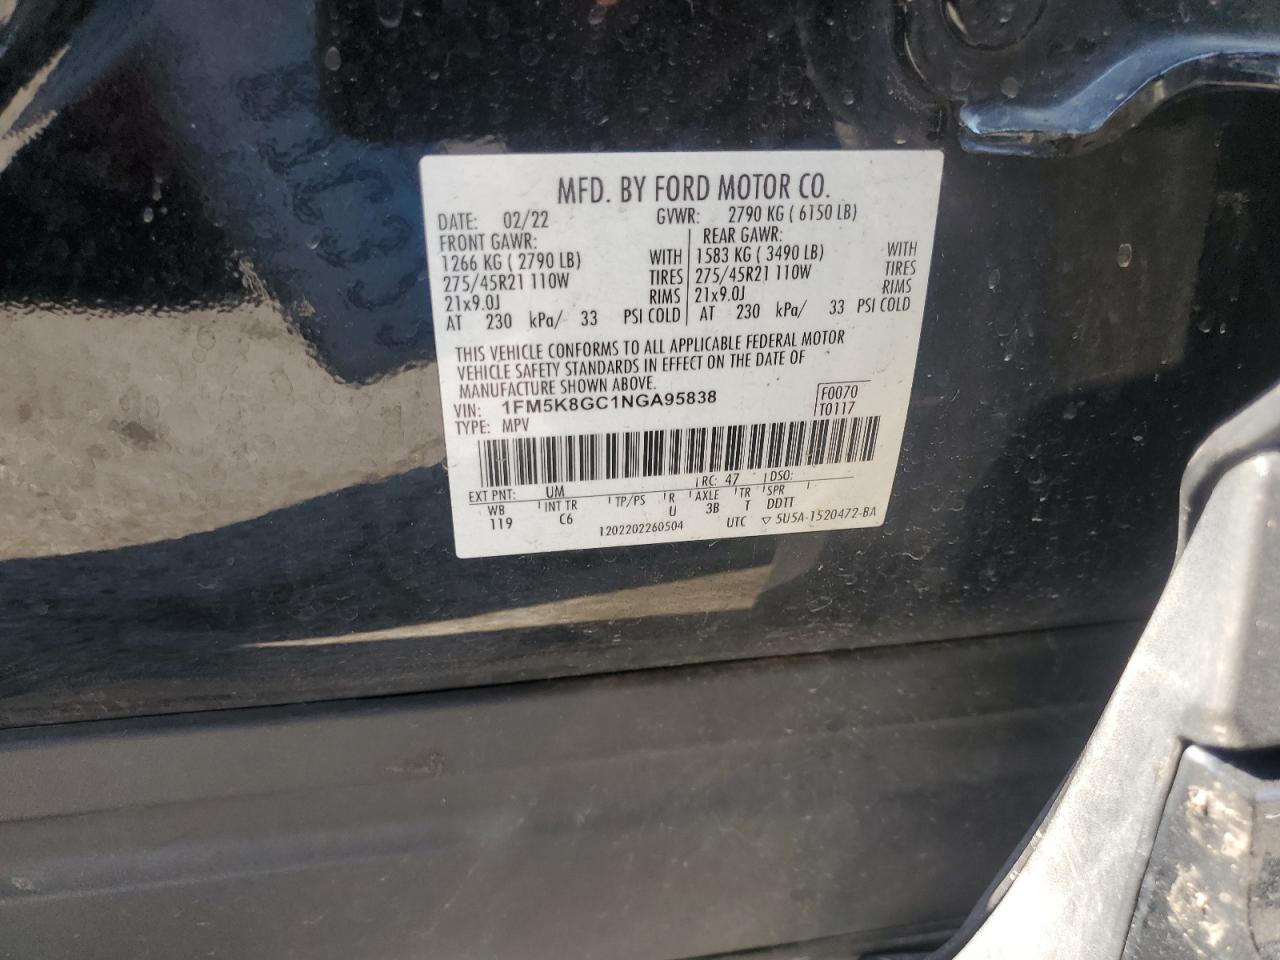 MFD. BY FORD MOTOR CO.
DATE: 02/22 GVWR: 2790 KG ( 6150 LB)
FRONT GAWR: REAR GAWR:
1266 KG ( 2790 LB) WITH 1583 KG ( 3490 LB) WITH
275/45R21 110W TIRES 275/45R21 110W TIRES
21x9.0J RIMS 21x9.0J RIMS
AT 230 kPa/ 33 PSI COLD AT 230 kPa/ 33 PSI COLD
THIS VEHICLE CONFORMS TO ALL APPLICABLE FEDERAL MOTOR
VEHICLE SAFETY STANDARDS IN EFFECT ON THE DATE OF
MANUFACTURE SHOWN ABOVE.
VIN: 1FM5K8GC1NGA95838 F0070
TYPE: MPV T0117
EXT PNT: UM RC: 47 DSO:
WB INT TR TP/PS R AXLE TR SPR
119 C6 U 3B T DDTT
1202202260504 UTC ▽ 5U5A-1520472-BA